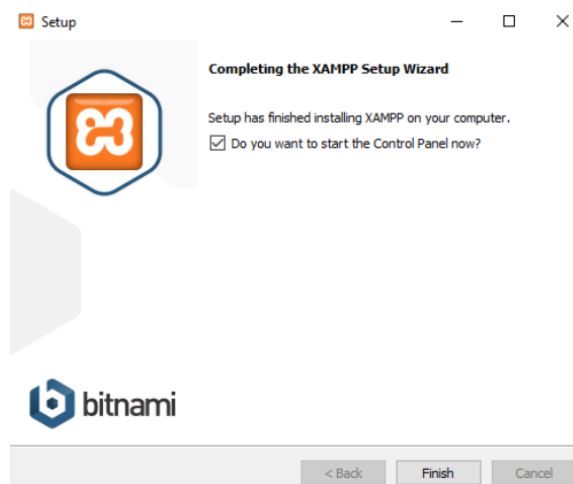 Setup
Completing the XAMPP Setup Wizard
Setup has finished installing XAMPP on your computer.
Do you want to start the Control Panel now?
bitnami
< Back
Finish
Cancel